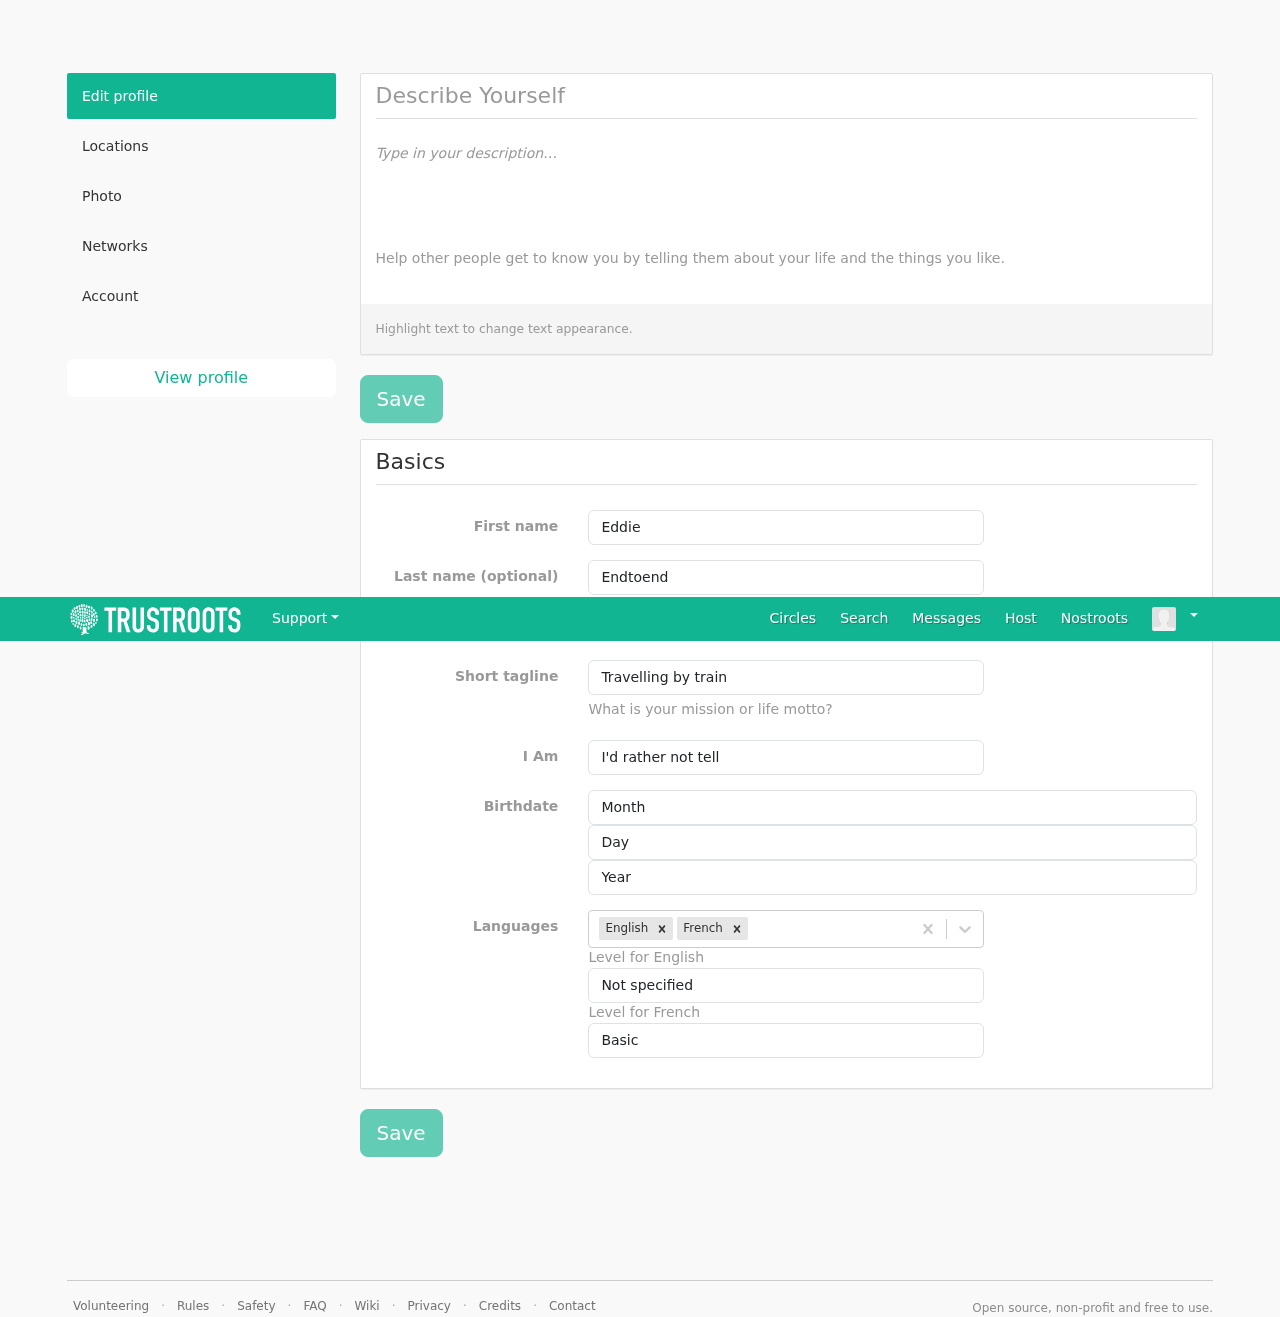 Edit profile
Locations
Photo
Networks
Account
View profile
Describe Yourself
Type in your description...
Help other people get to know you by telling them about your life and the things you like.
Highlight text to change text appearance.
Save
Basics
First name
Eddie
Last name (optional)
Endtoend
TRUSTROOTS
Support
Circles
Search
Messages
Host
Nostroots
Short tagline
Travelling by train
What is your mission or life motto?
I Am
I'd rather not tell
Birthdate
Month
Day
Year
Languages
English x
French x
Level for English
Not specified
Level for French
Basic
Save
Volunteering · Rules · Safety · FAQ · Wiki · Privacy · Credits · Contact
Open source, non-profit and free to use.